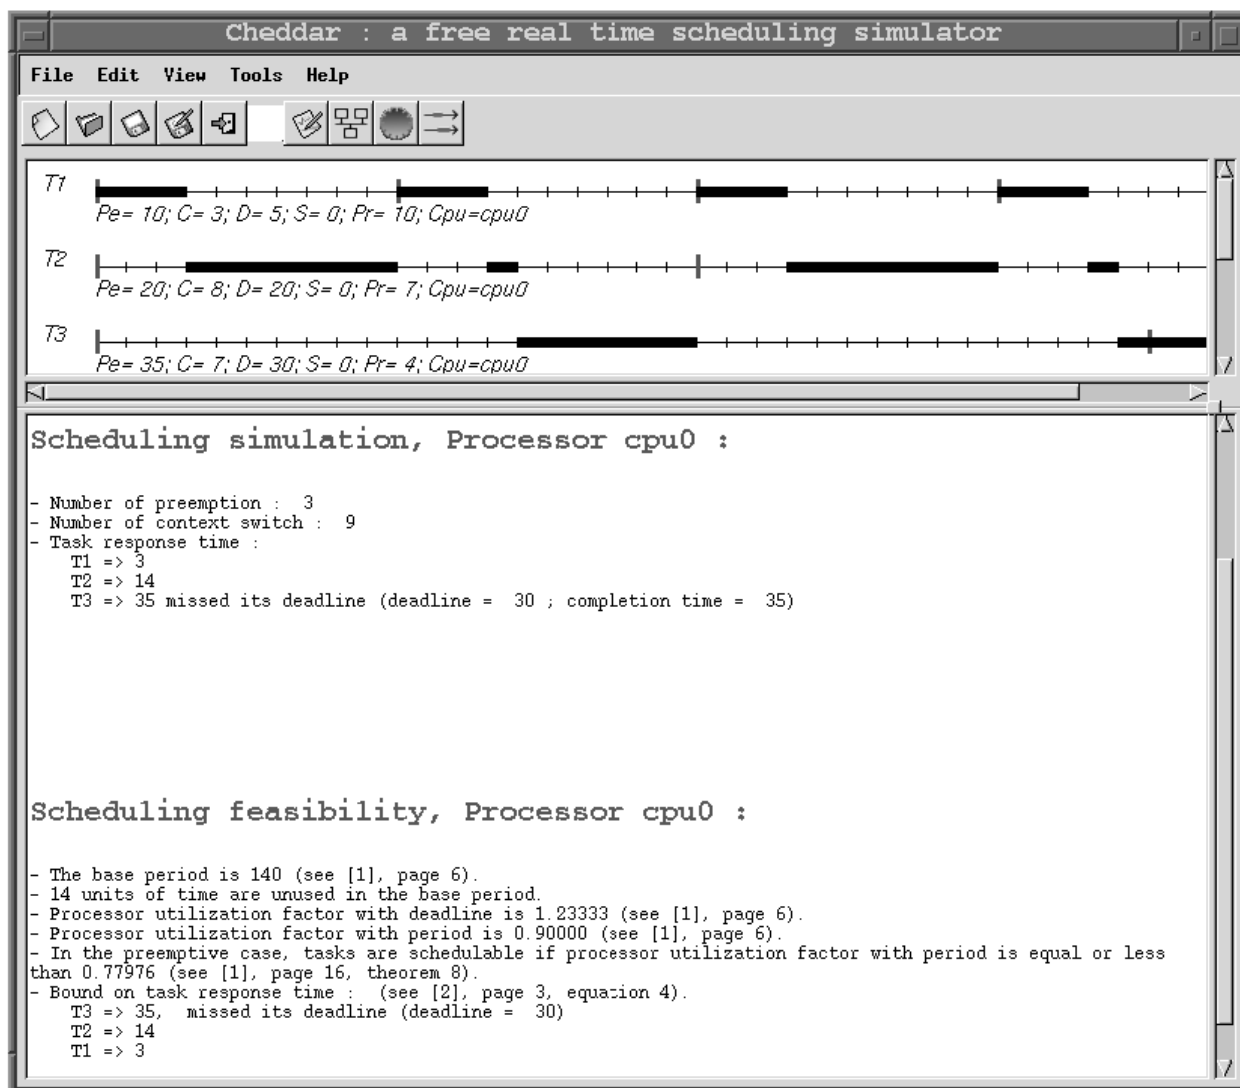 Cheddar : a free real time scheduling simulator
File Edit View Tools Help
T1
Pe= 10; C= 3; D= 5; S= 0; Pr= 10; Cpu=cpu0
T2
Pe= 20; C= 8; D= 20; S= 0; Pr= 7; Cpu=cpu0
T3
Pe= 35; C= 7; D= 30; S= 0; Pr= 4; Cpu=cpu0
Scheduling simulation, Processor cpu0 :
- Number of preemption : 3
- Number of context switch : 9
- Task response time :
T1 => 3
T2 => 14
T3 => 35 missed its deadline (deadline = 30 ; completion time = 35)
Scheduling feasibility, Processor cpu0 :
- The base period is 140 (see [1], page 6).
- 14 units of time are unused in the base period.
- Processor utilization factor with deadline is 1.23333 (see [1], page 6).
- Processor utilization factor with period is 0.90000 (see [1], page 6).
- In the preemptive case, tasks are schedulable if processor utilization factor with period is equal or less
than 0.77976 (see [1], page 16, theorem 8).
- Bound on task response time : (see [2], page 3, equation 4).
T3 => 35, missed its deadline (deadline = 30)
T2 => 14
T1 => 3